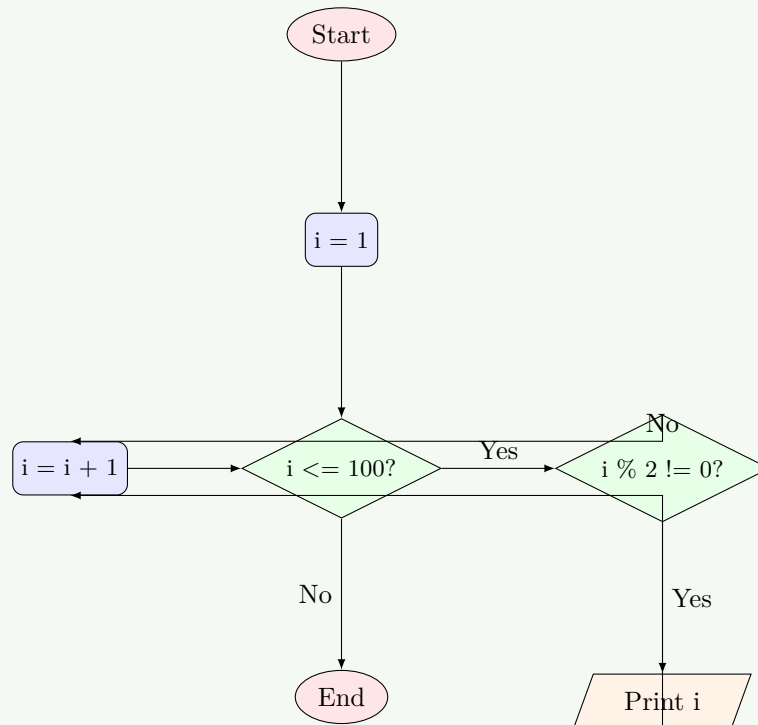 Start
i = 1
No
i = i + 1
i <= 100?
Yes
i % 2 != 0?
No
Yes
End
Print i